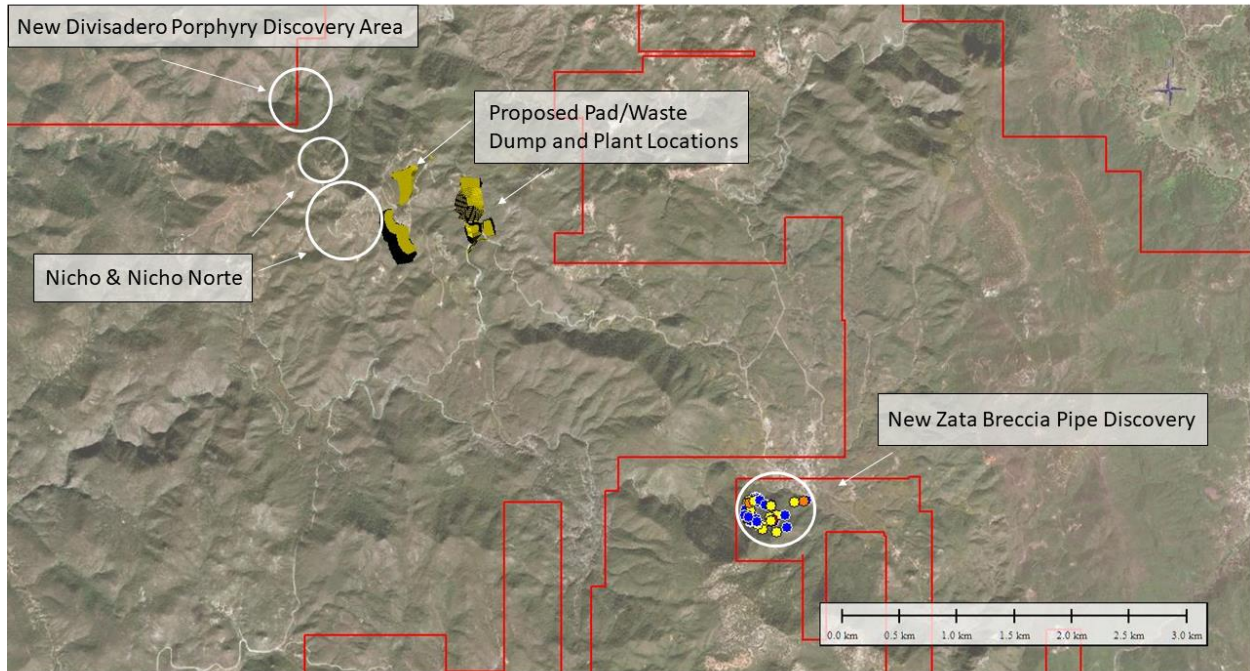 New Divisadero Porphyry Discovery Area
Proposed Pad/Waste
Dump and Plant Locations
Nicho & Nicho Norte
New Zata Breccia Pipe Discovery
0.0 km 0.5 km 1.0 km 1.5 km 2.0 km 2.5 km 3.0 km